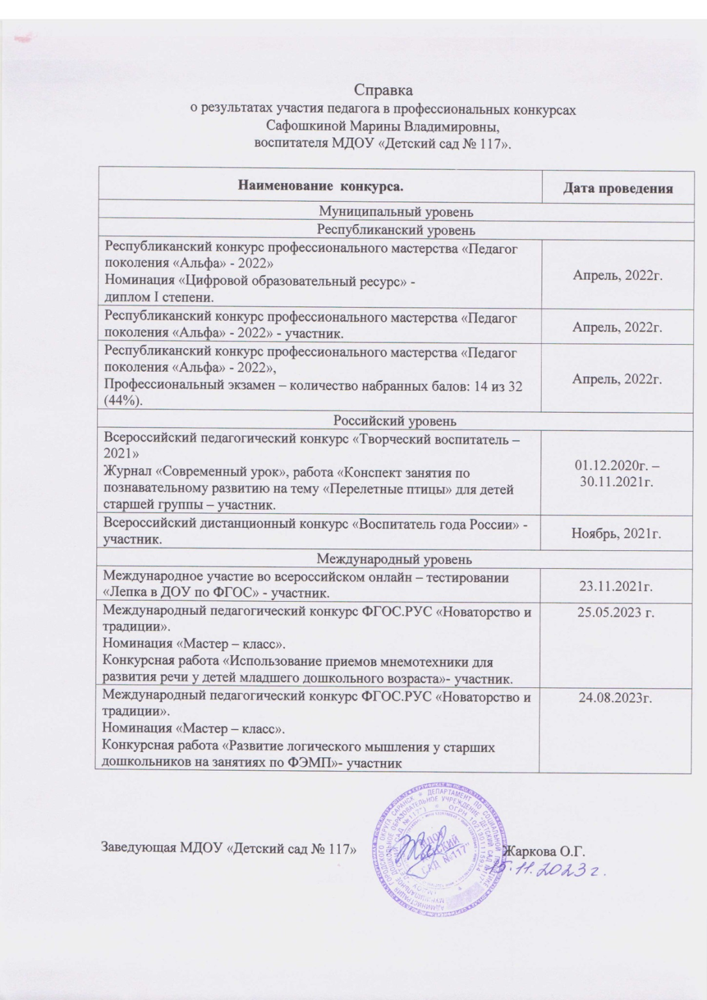 Справка
о результатах участия педагога в профессиональных конкурсах
Сафошкиной Марины Владимировны,
воспитателя МДОУ «Детский сад № 117».
Наименование конкурса.
Дата проведения
Муниципальный уровень
Республиканский уровень
Республиканский конкурс профессионального мастерства «Педагог
поколения «Альфа» - 2022»
Номинация «Цифровой образовательный ресурс» -
диплом I степени.
Апрель, 2022г.
Республиканский конкурс профессионального мастерства «Педагог
поколения «Альфа» - 2022» - участник.
Апрель, 2022г.
Республиканский конкурс профессионального мастерства «Педагог
поколения «Альфа» - 2022»,
Профессиональный экзамен – количество набранных балов: 14 из 32
(44%).
Апрель, 2022г.
Российский уровень
Всероссийский педагогический конкурс «Творческий воспитатель –
2021»
Журнал «Современный урок», работа «Конспект занятия по
познавательному развитию на тему «Перелетные птицы» для детей
старшей группы – участник.
01.12.2020г. –
30.11.2021г.
Всероссийский дистанционный конкурс «Воспитатель года России» -
участник.
Ноябрь, 2021г.
Международный уровень
Международное участие во всероссийском онлайн – тестировании
«Лепка в ДОУ по ФГОС» - участник.
23.11.2021г.
Международный педагогический конкурс ФГОС.РУС «Новаторство и
традиции».
Номинация «Мастер – класс».
Конкурсная работа «Использование приемов мнемотехники для
развития речи у детей младшего дошкольного возраста»- участник.
25.05.2023 г.
Международный педагогический конкурс ФГОС.РУС «Новаторство и
традиции».
Номинация «Мастер – класс».
Конкурсная работа «Развитие логического мышления у старших
дошкольников на занятиях по ФЭМП»- участник
24.08.2023г.
Заведующая МДОУ «Детский сад № 117»
Жаркова О.Г.
15.11.2023г.
МДОУ
"ДЕТСКИЙ
САД №117"